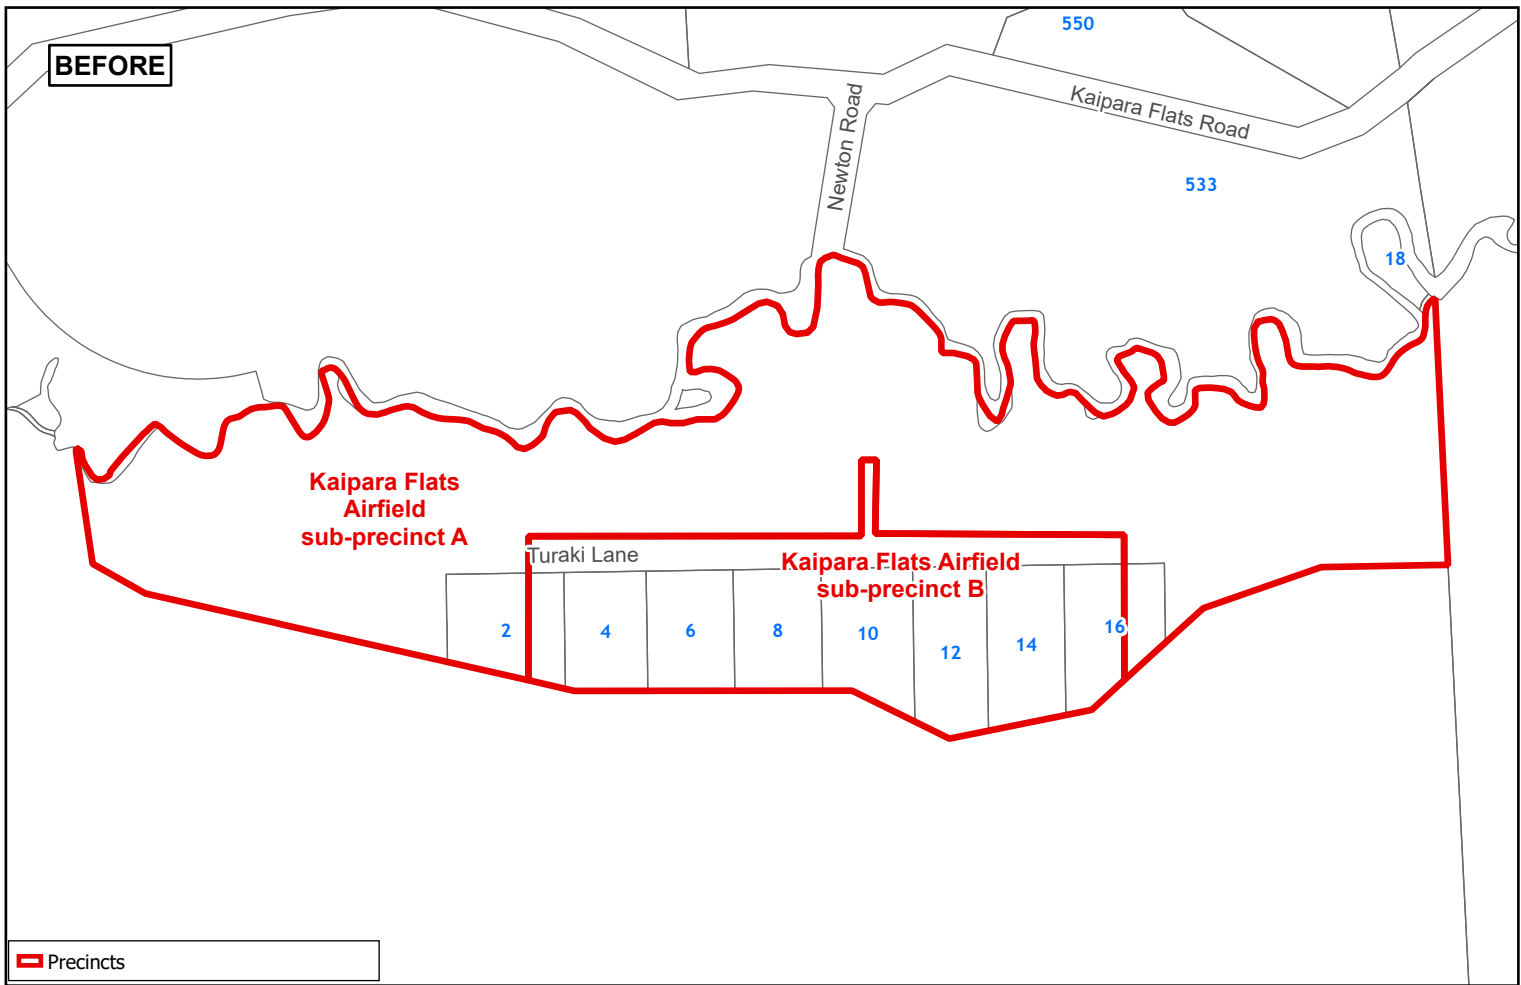 550
BEFORE
Kaipara Flats Road
Newton Road
533
18
Kaipara Flats
Airfield
sub-precinct A
Turaki Lane
Kaipara Flats Airfield
sub-precinct B
2
4
6
8
10
12
14
16
Precincts